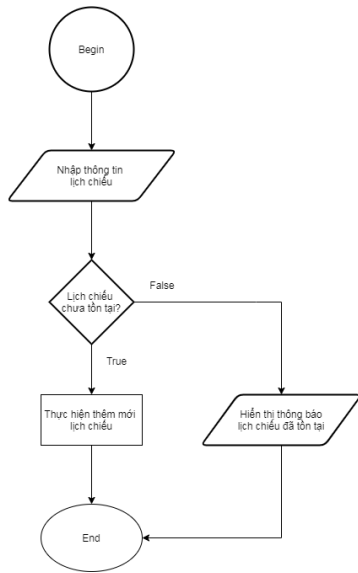 Begin
Nhập thông tin
lịch chiếu
Lịch chiếu
chưa tồn tại?
False
True
Thực hiện thêm mới
lịch chiếu
Hiển thị thông báo
lịch chiếu đã tồn tại
End